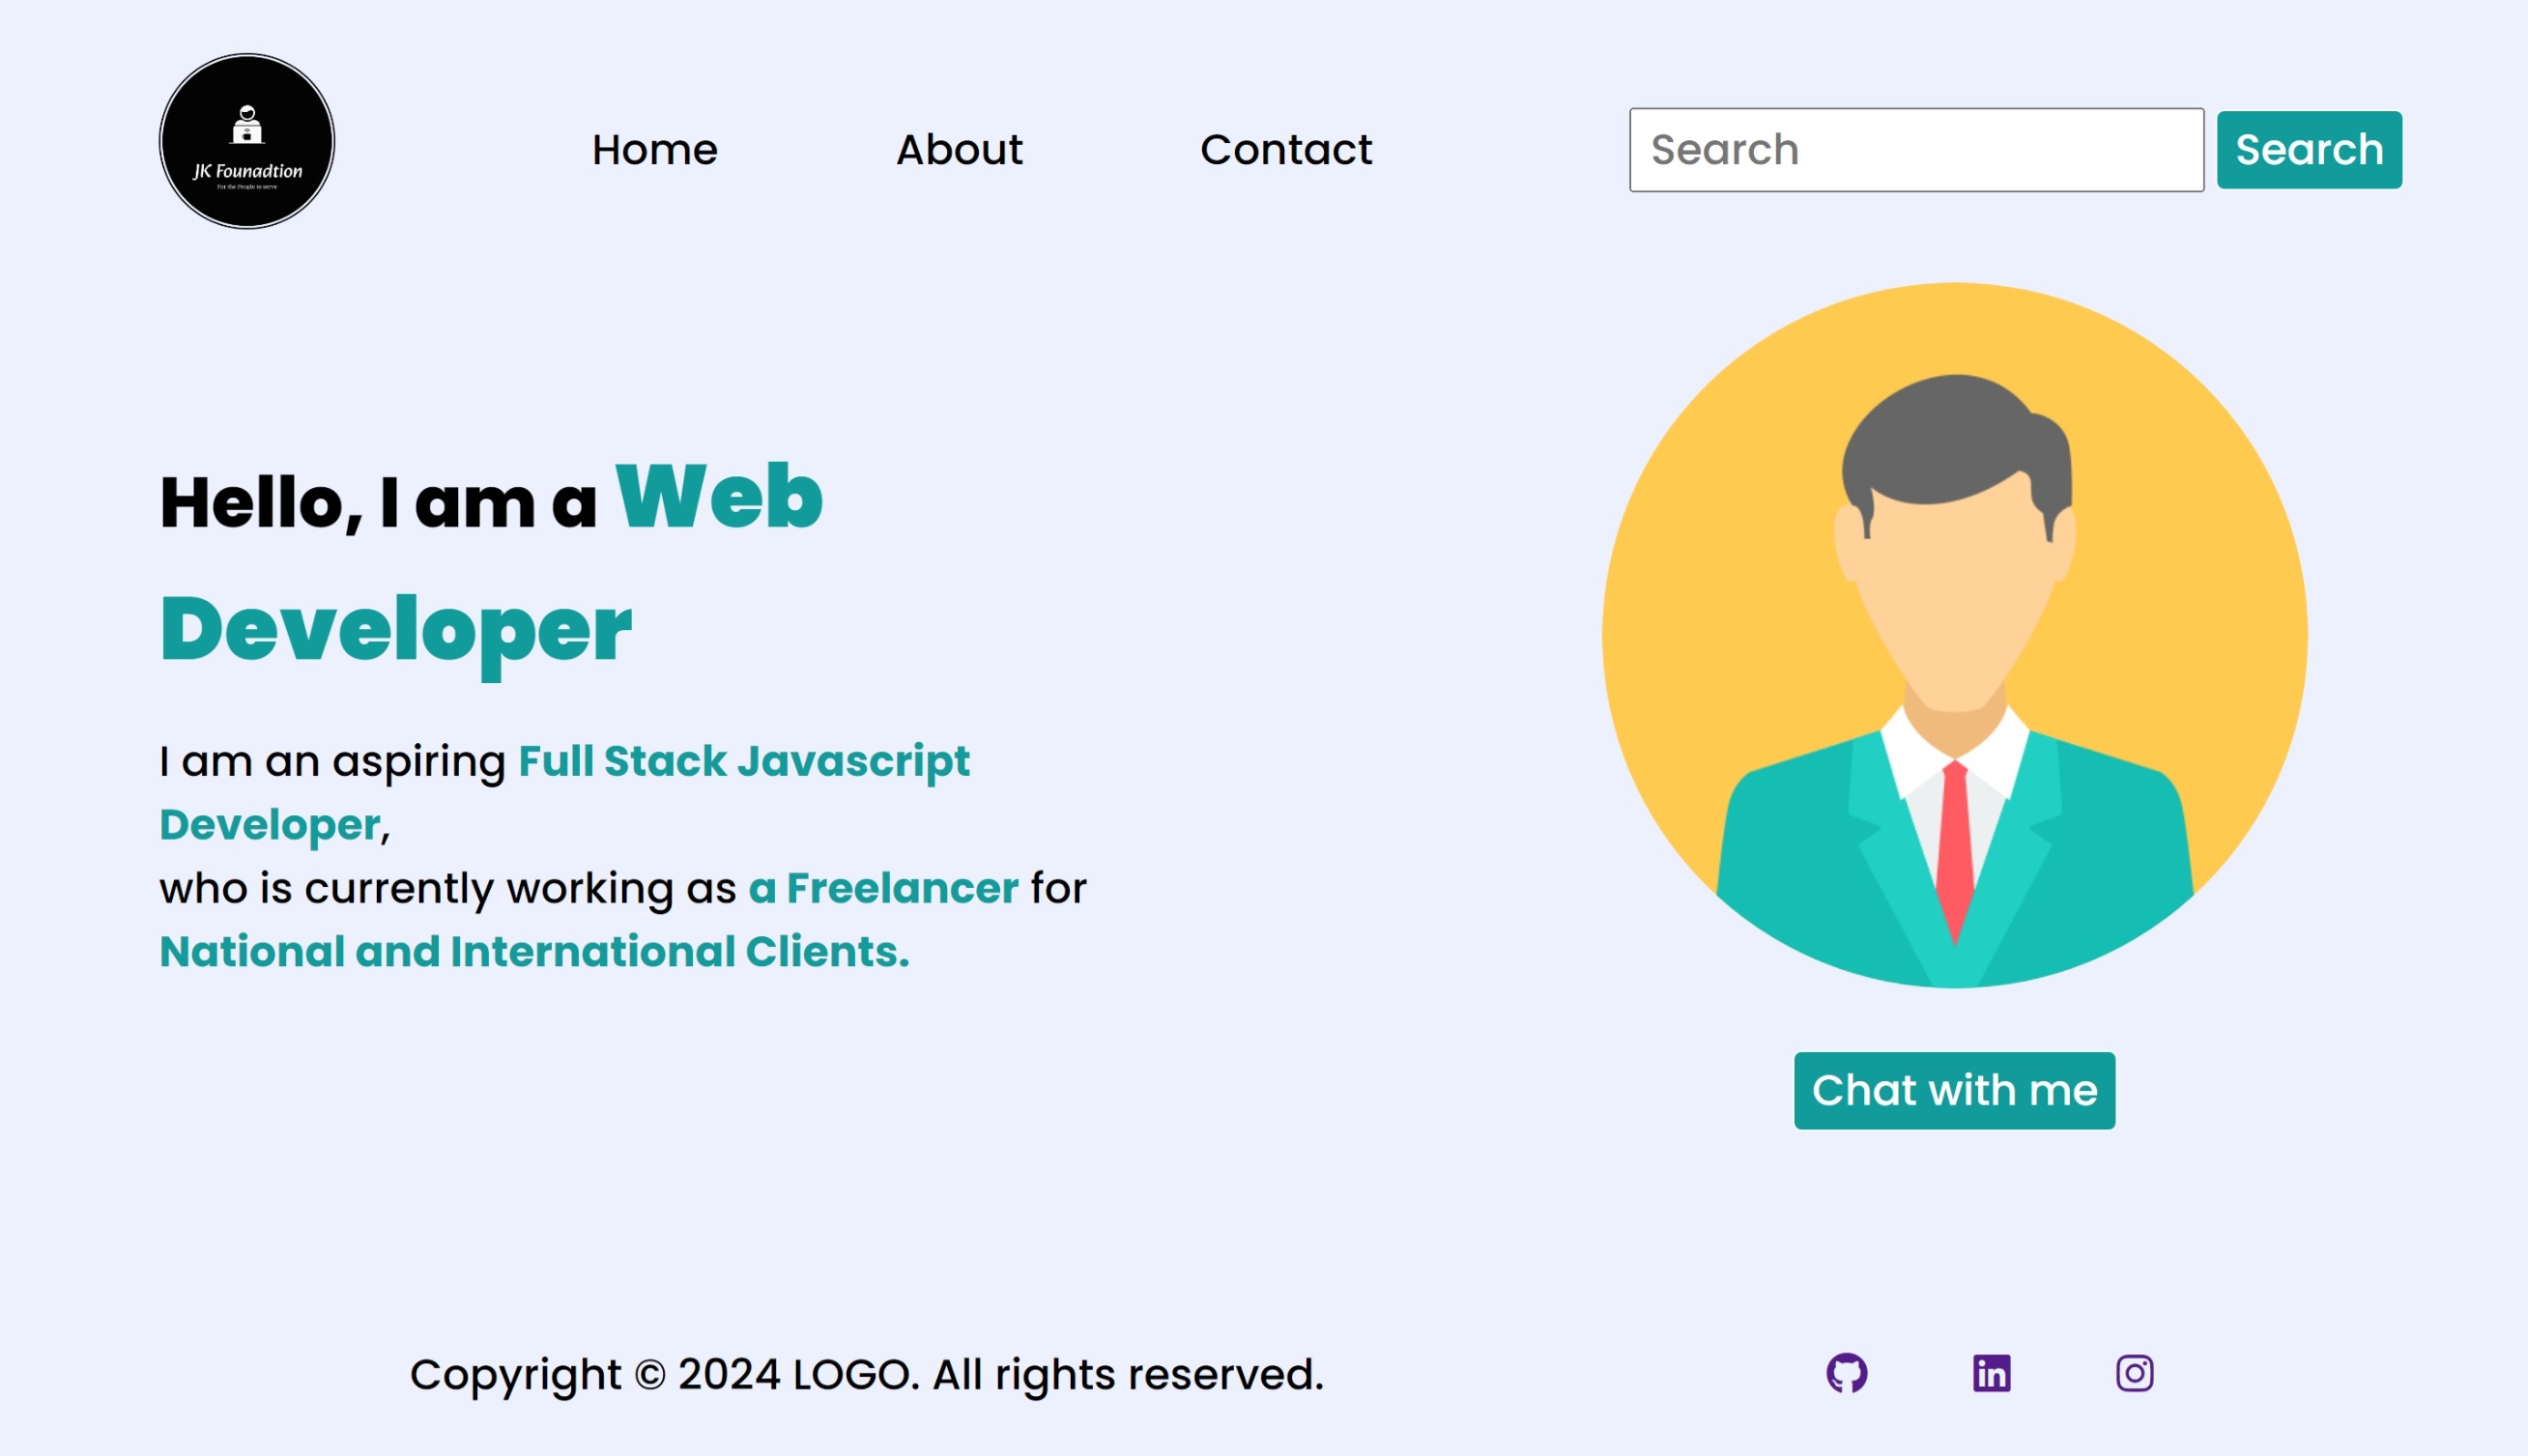 JK Founadtion
For the People to serve
Home
About
Contact
Search
Search
Hello, I am a Web
Developer
I am an aspiring Full Stack Javascript
Developer,
who is currently working as a Freelancer for
National and International Clients.
Chat with me
Copyright © 2024 LOGO. All rights reserved.
in